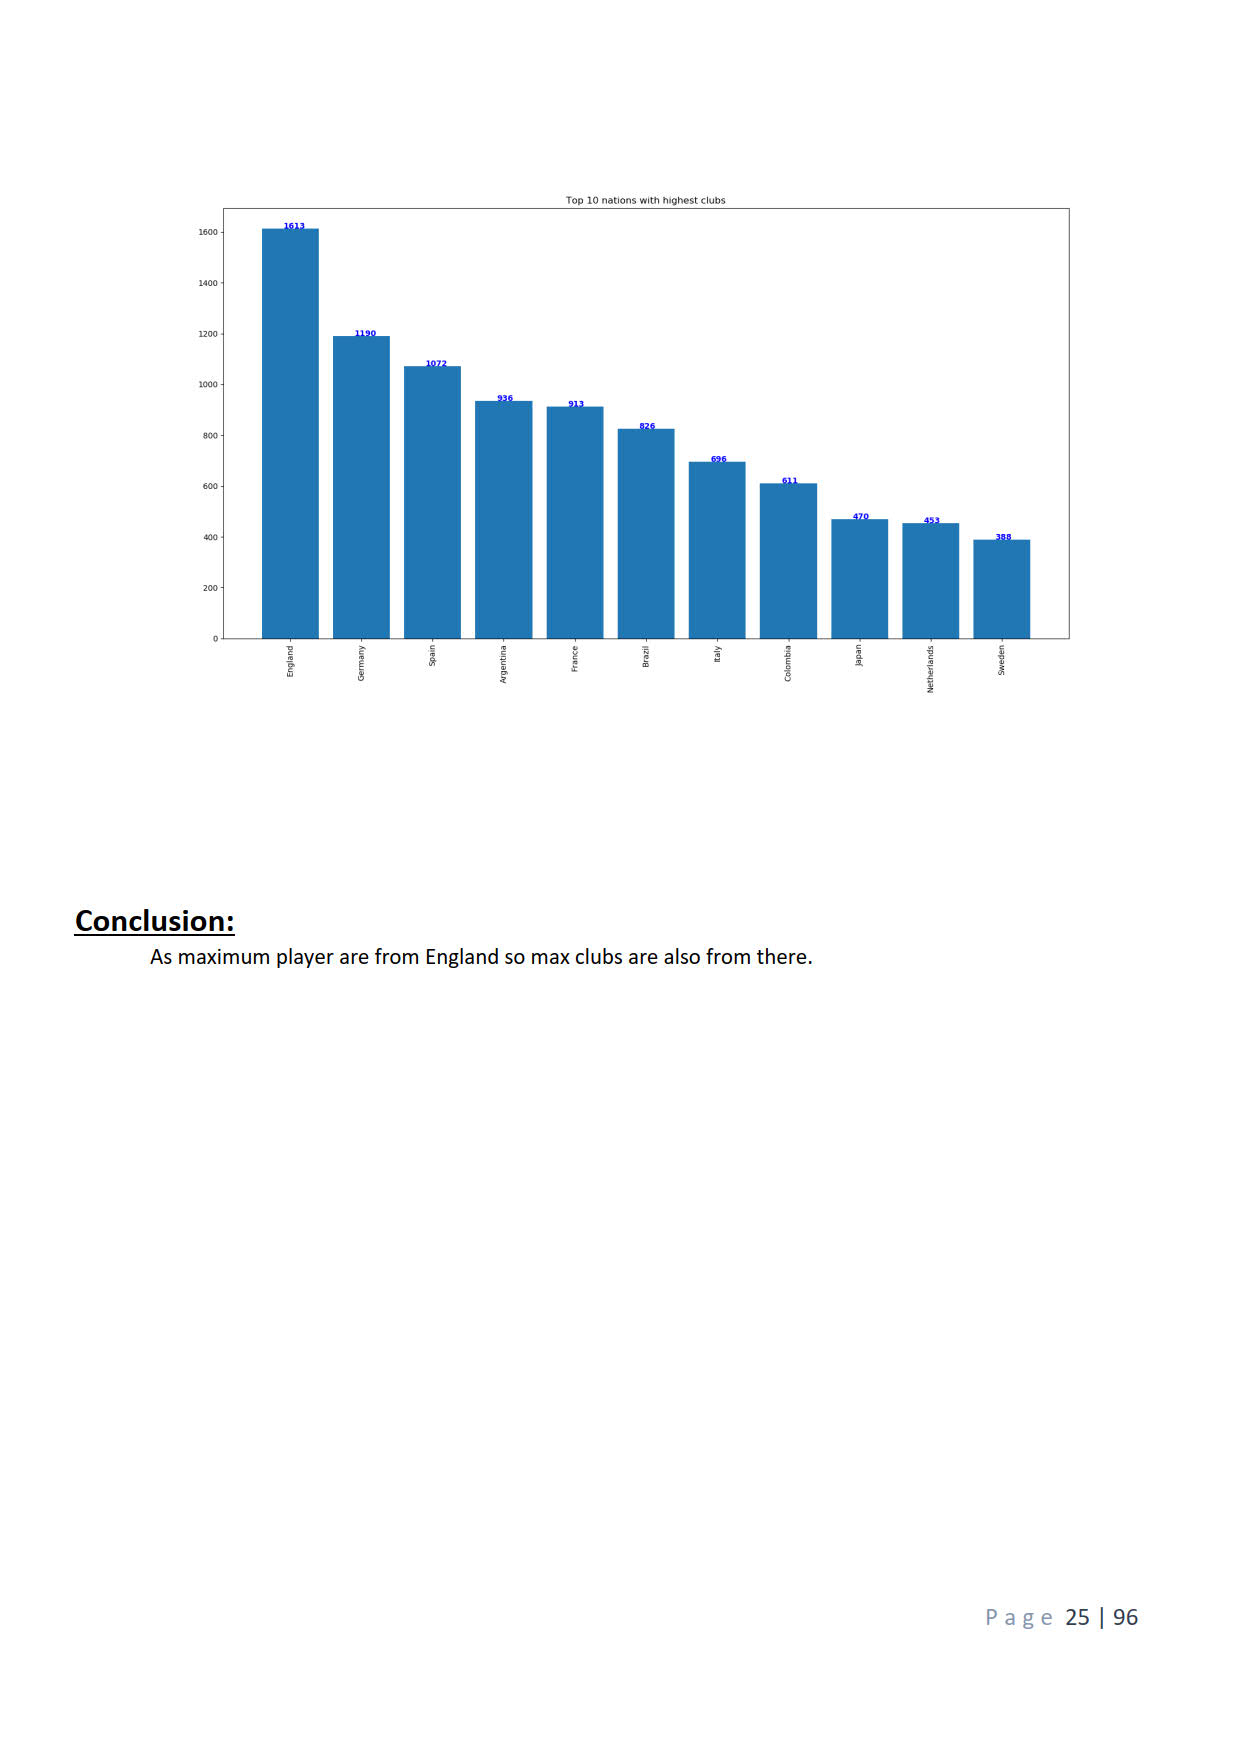 Top 10 nations with highest clubs
1613
1600
1400
1190
1200
1072
1000
936
913
826
800
696
611
600
470
453
388
400
200
0
England
Germany
Spain
Argentina
France
Brazil
Italy
Colombia
Japan
Netherlands
Sweden
Conclusion:
As maximum player are from England so max clubs are also from there.
Page 25 | 96